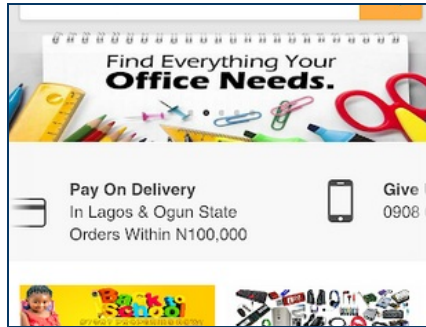 Find Everything Your
Office Needs.
Pay On Delivery
In Lagos & Ogun State
Orders Within N100,000
Give
0908
Back to
School